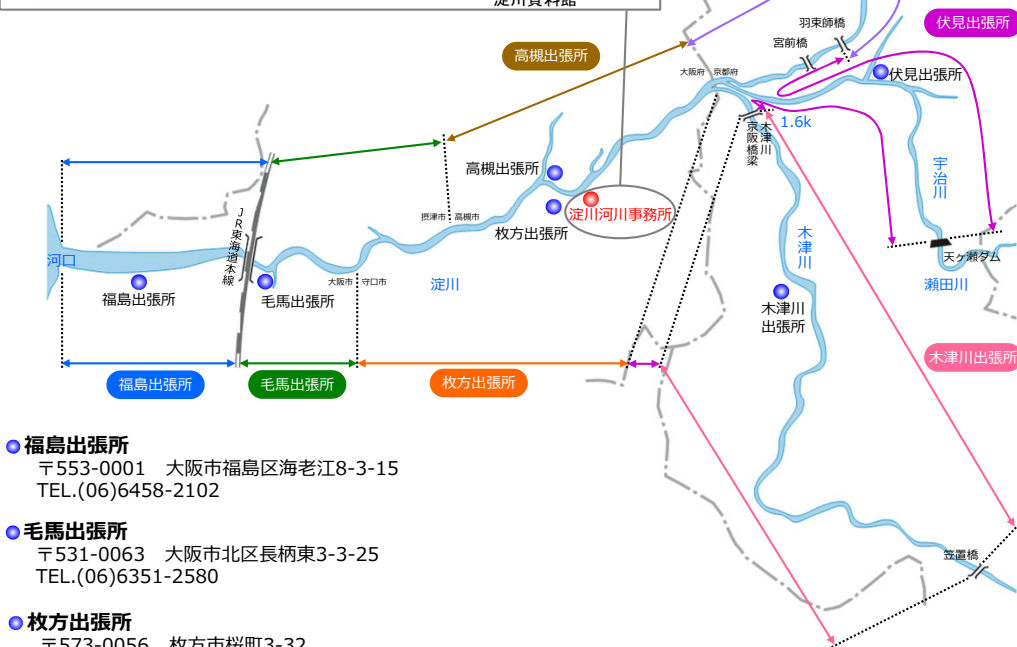 淀川資料館
羽束師橋
宮前橋
伏見出張所
高槻出張所
大阪府
京都府
伏見出張所
1.6k
木津川
京阪橋梁
宇治川
高槻出張所
摂津市
高槻市
淀川河川事務所
枚方出張所
JR東海道本線
木津川
天ヶ瀬ダム
河口
大阪市
守口市
淀川
瀬田川
福島出張所
毛馬出張所
木津川
出張所
木津川出張所
福島出張所
毛馬出張所
枚方出張所
福島出張所
〒553-0001 大阪市福島区海老江8-3-15
TEL.(06)6458-2102
毛馬出張所
〒531-0063 大阪市北区長柄東3-3-25
TEL.(06)6351-2580
笠置橋
枚方出張所
〒573-0056 枚方市桜町3-32